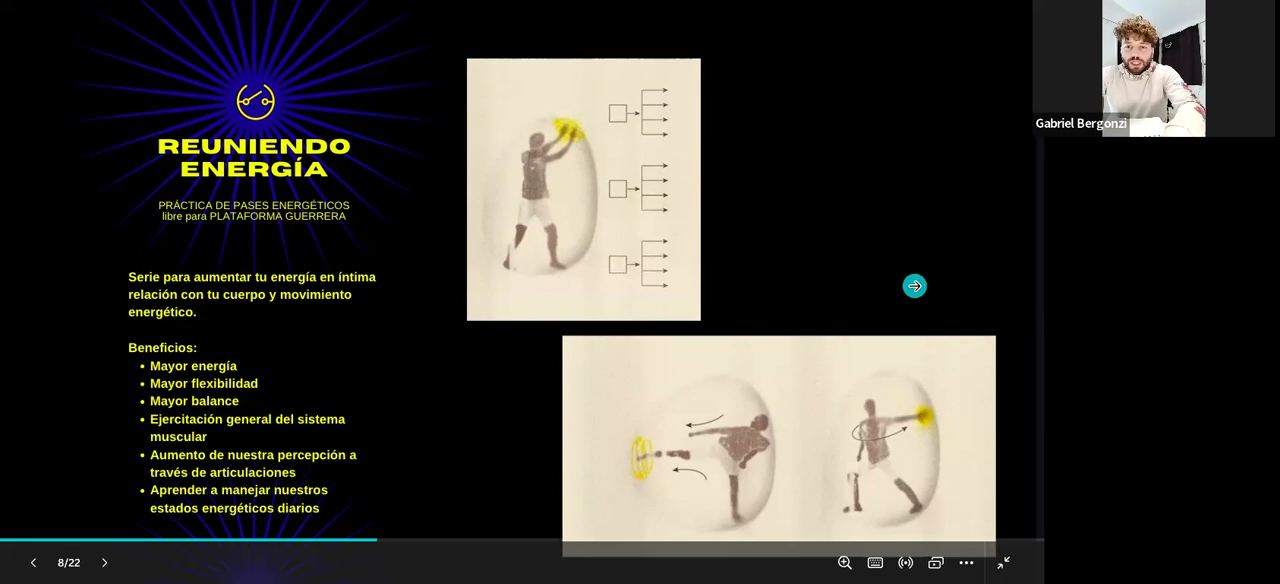 REUNIENDO
ENERGÍA
PRÁCTICA DE PASES ENERGÉTICOS
libre para PLATAFORMA GUERRERA
Serie para aumentar tu energía en íntima
relación con tu cuerpo y movimiento
energético.
Beneficios:
• Mayor energía
• Mayor flexibilidad
• Mayor balance
• Ejercitación general del sistema
muscular
• Aumento de nuestra percepción a
través de articulaciones
• Aprender a manejar nuestros
estados energéticos diarios
Gabriel Bergonzi
8/22